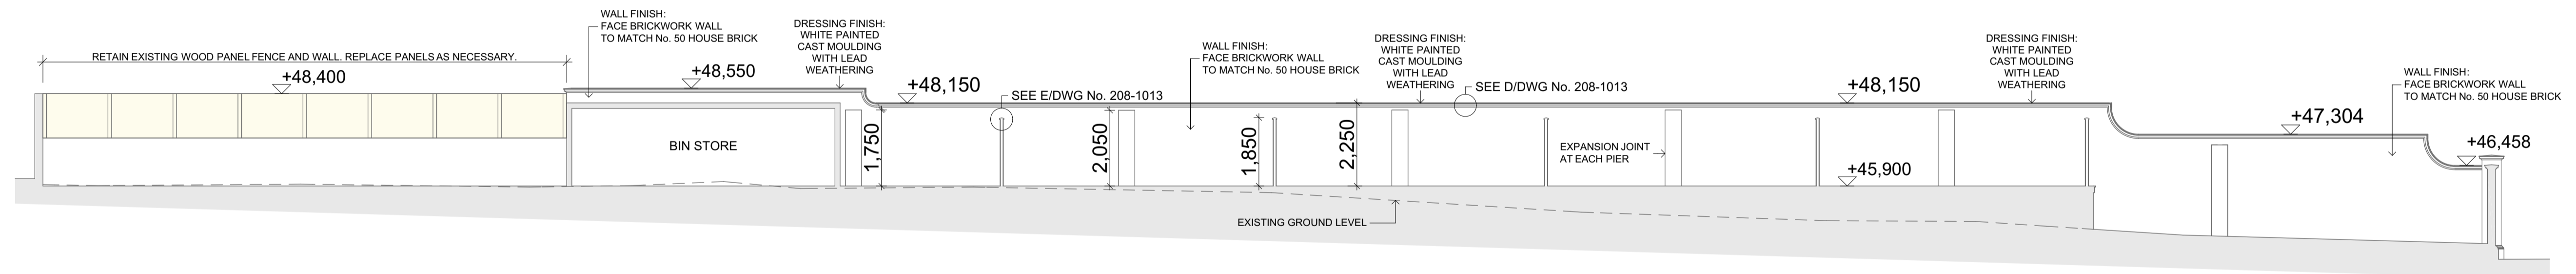 RETAIN EXISTING WOOD PANEL FENCE AND WALL. REPLACE PANELS AS NECESSARY.
+48,400
WALL FINISH:
FACE BRICKWORK WALL
TO MATCH No. 50 HOUSE BRICK
+48,550
BIN STORE
DRESSING FINISH:
WHITE PAINTED
CAST MOULDING
WITH LEAD
WEATHERING
+48,150
1,750
SEE E/DWG No. 208-1013
2,050
WALL FINISH:
FACE BRICKWORK WALL
TO MATCH No. 50 HOUSE BRICK
1,850
2,250
DRESSING FINISH:
WHITE PAINTED
CAST MOULDING
WITH LEAD
WEATHERING
SEE D/DWG No. 208-1013
EXISTING GROUND LEVEL
EXPANSION JOINT
AT EACH PIER
+48,150
+45,900
DRESSING FINISH:
WHITE PAINTED
CAST MOULDING
WITH LEAD
WEATHERING
+47,304
WALL FINISH:
FACE BRICKWORK WALL
TO MATCH No. 50 HOUSE BRICK
+46,458